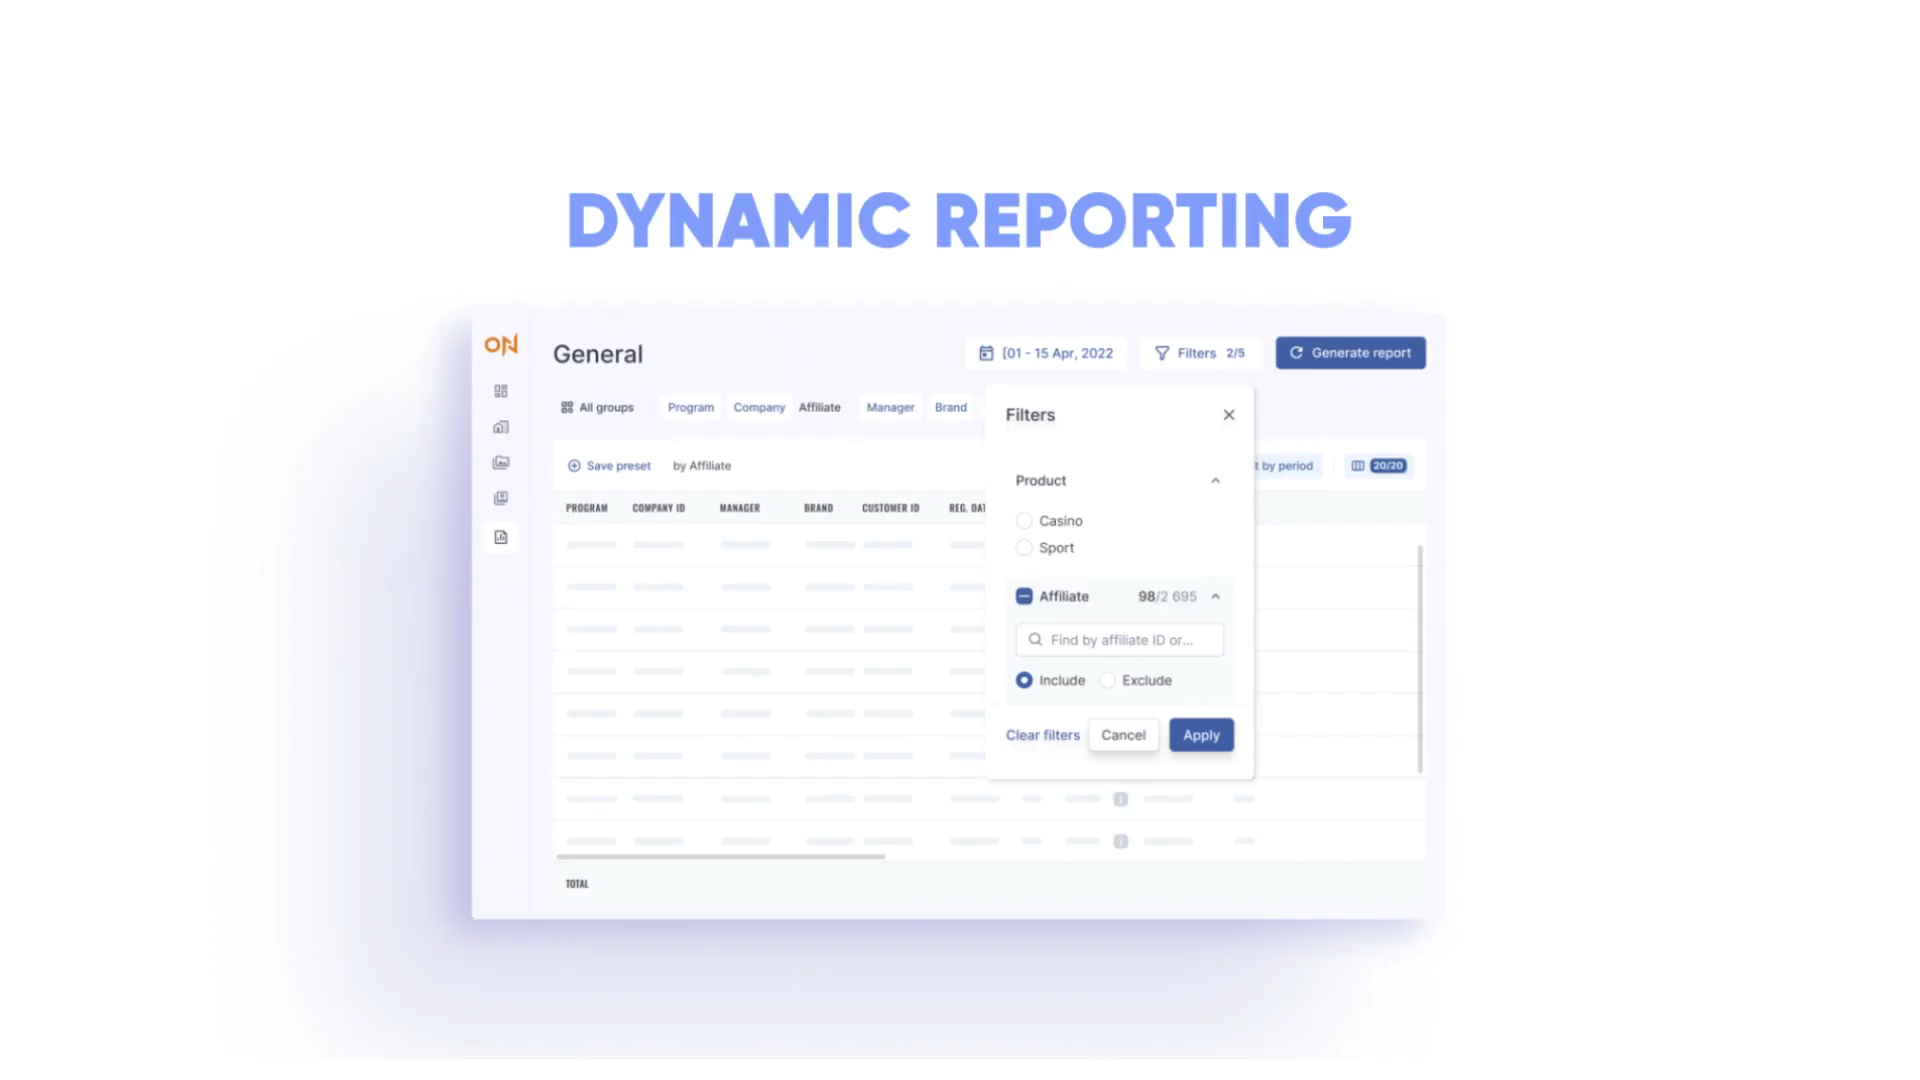 DYNAMIC REPORTING
ON
General
[01 - 15 Apr, 2022
Filters 2/5
Generate report
All groups Program Company Affiliate Manager Brand
Filters
Save preset by Affiliate
t by period 20/20
Product
PROGRAM COMPANY ID MANAGER BRAND CUSTOMER ID REG. DAT
Casino
Sport
Affiliate 98/2 695
Find by affiliate ID or...
Include Exclude
Clear filters Cancel Apply
TOTAL